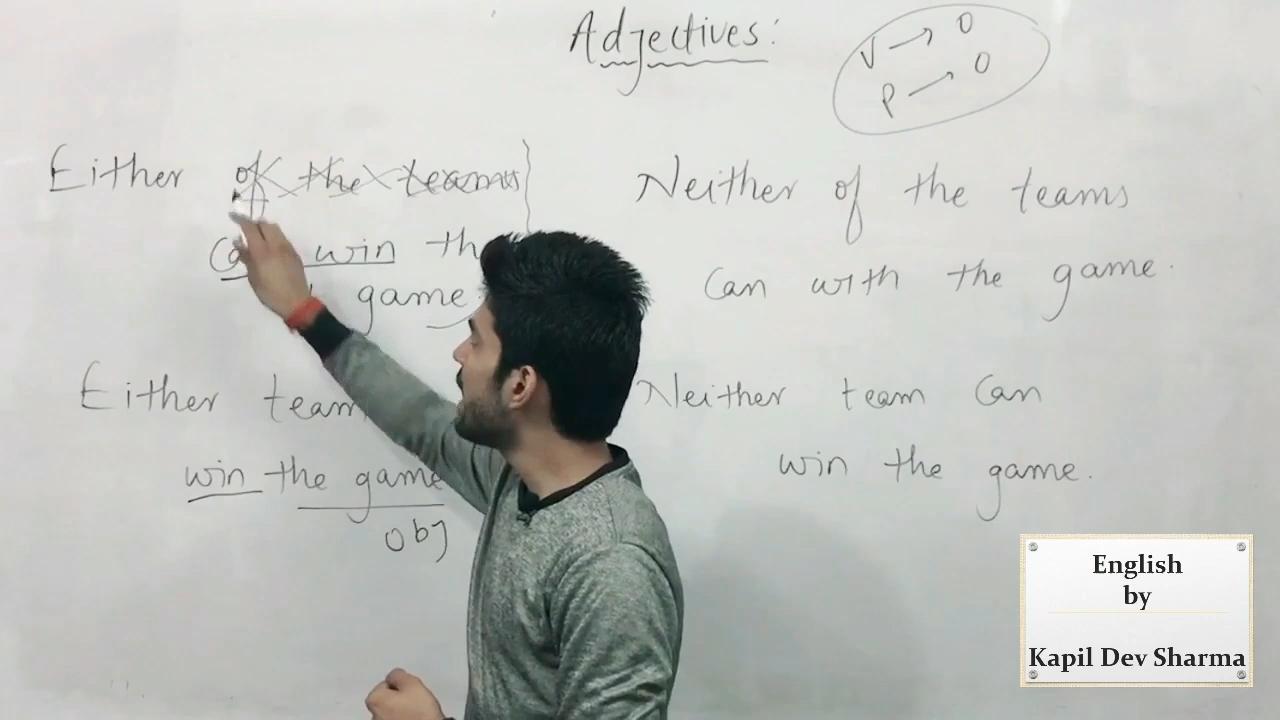 Adjectives:
V → O
P → O
Either of the teams
win
game
Neither of the teams
Can with the game.
Either
win the game
obj
Neither team Can
win the game.
English
by
Kapil Dev Sharma